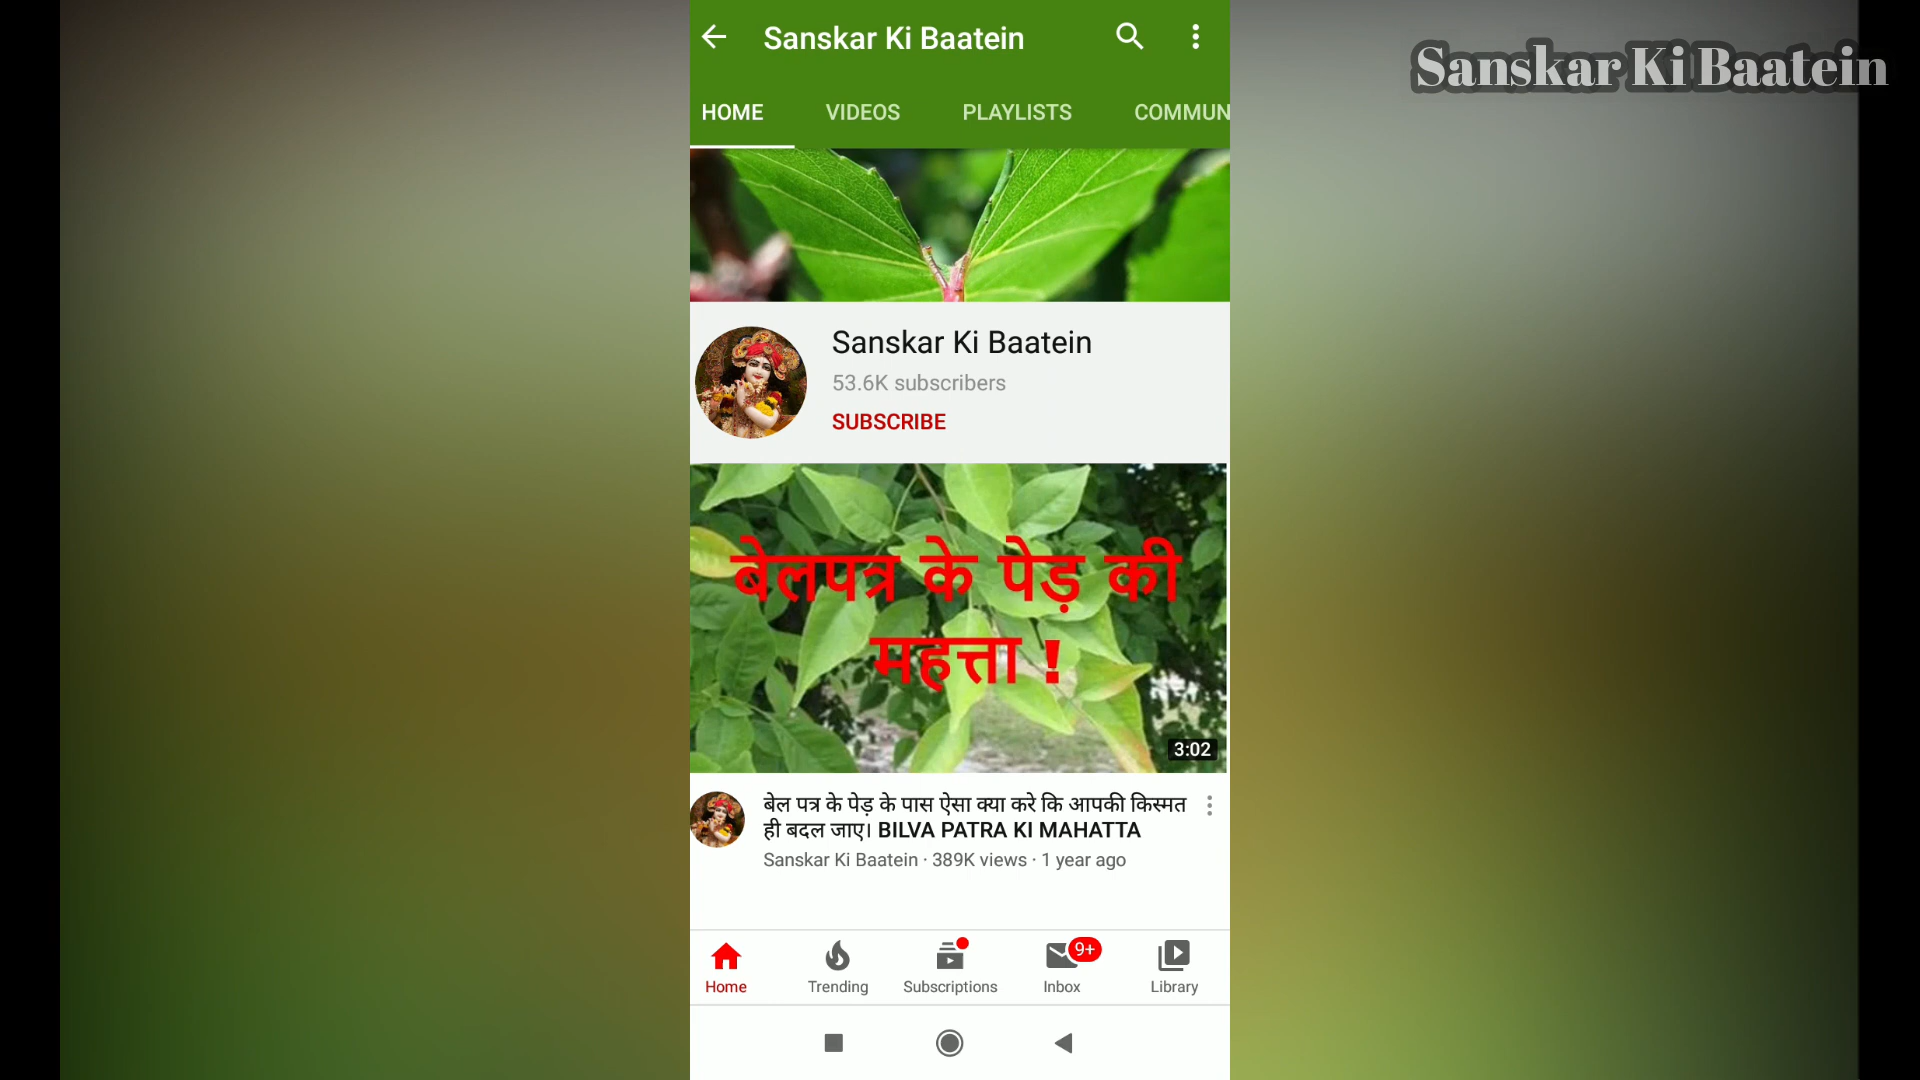 Sanskar Ki Baatein
Sanskar Ki Baatein
HOME VIDEOS PLAYLISTS COMMUN
Sanskar Ki Baatein
53.6K subscribers
SUBSCRIBE
बेलपत्र के पेड़ की
महत्ता !
3:02
बेल पत्र के पेड़ के पास ऐसा क्या करे कि आपकी किस्मत
ही बदल जाए। BILVA PATRA KI MAHATTA
Sanskar Ki Baatein · 389K views · 1 year ago
9+
Home Trending Subscriptions Inbox Library